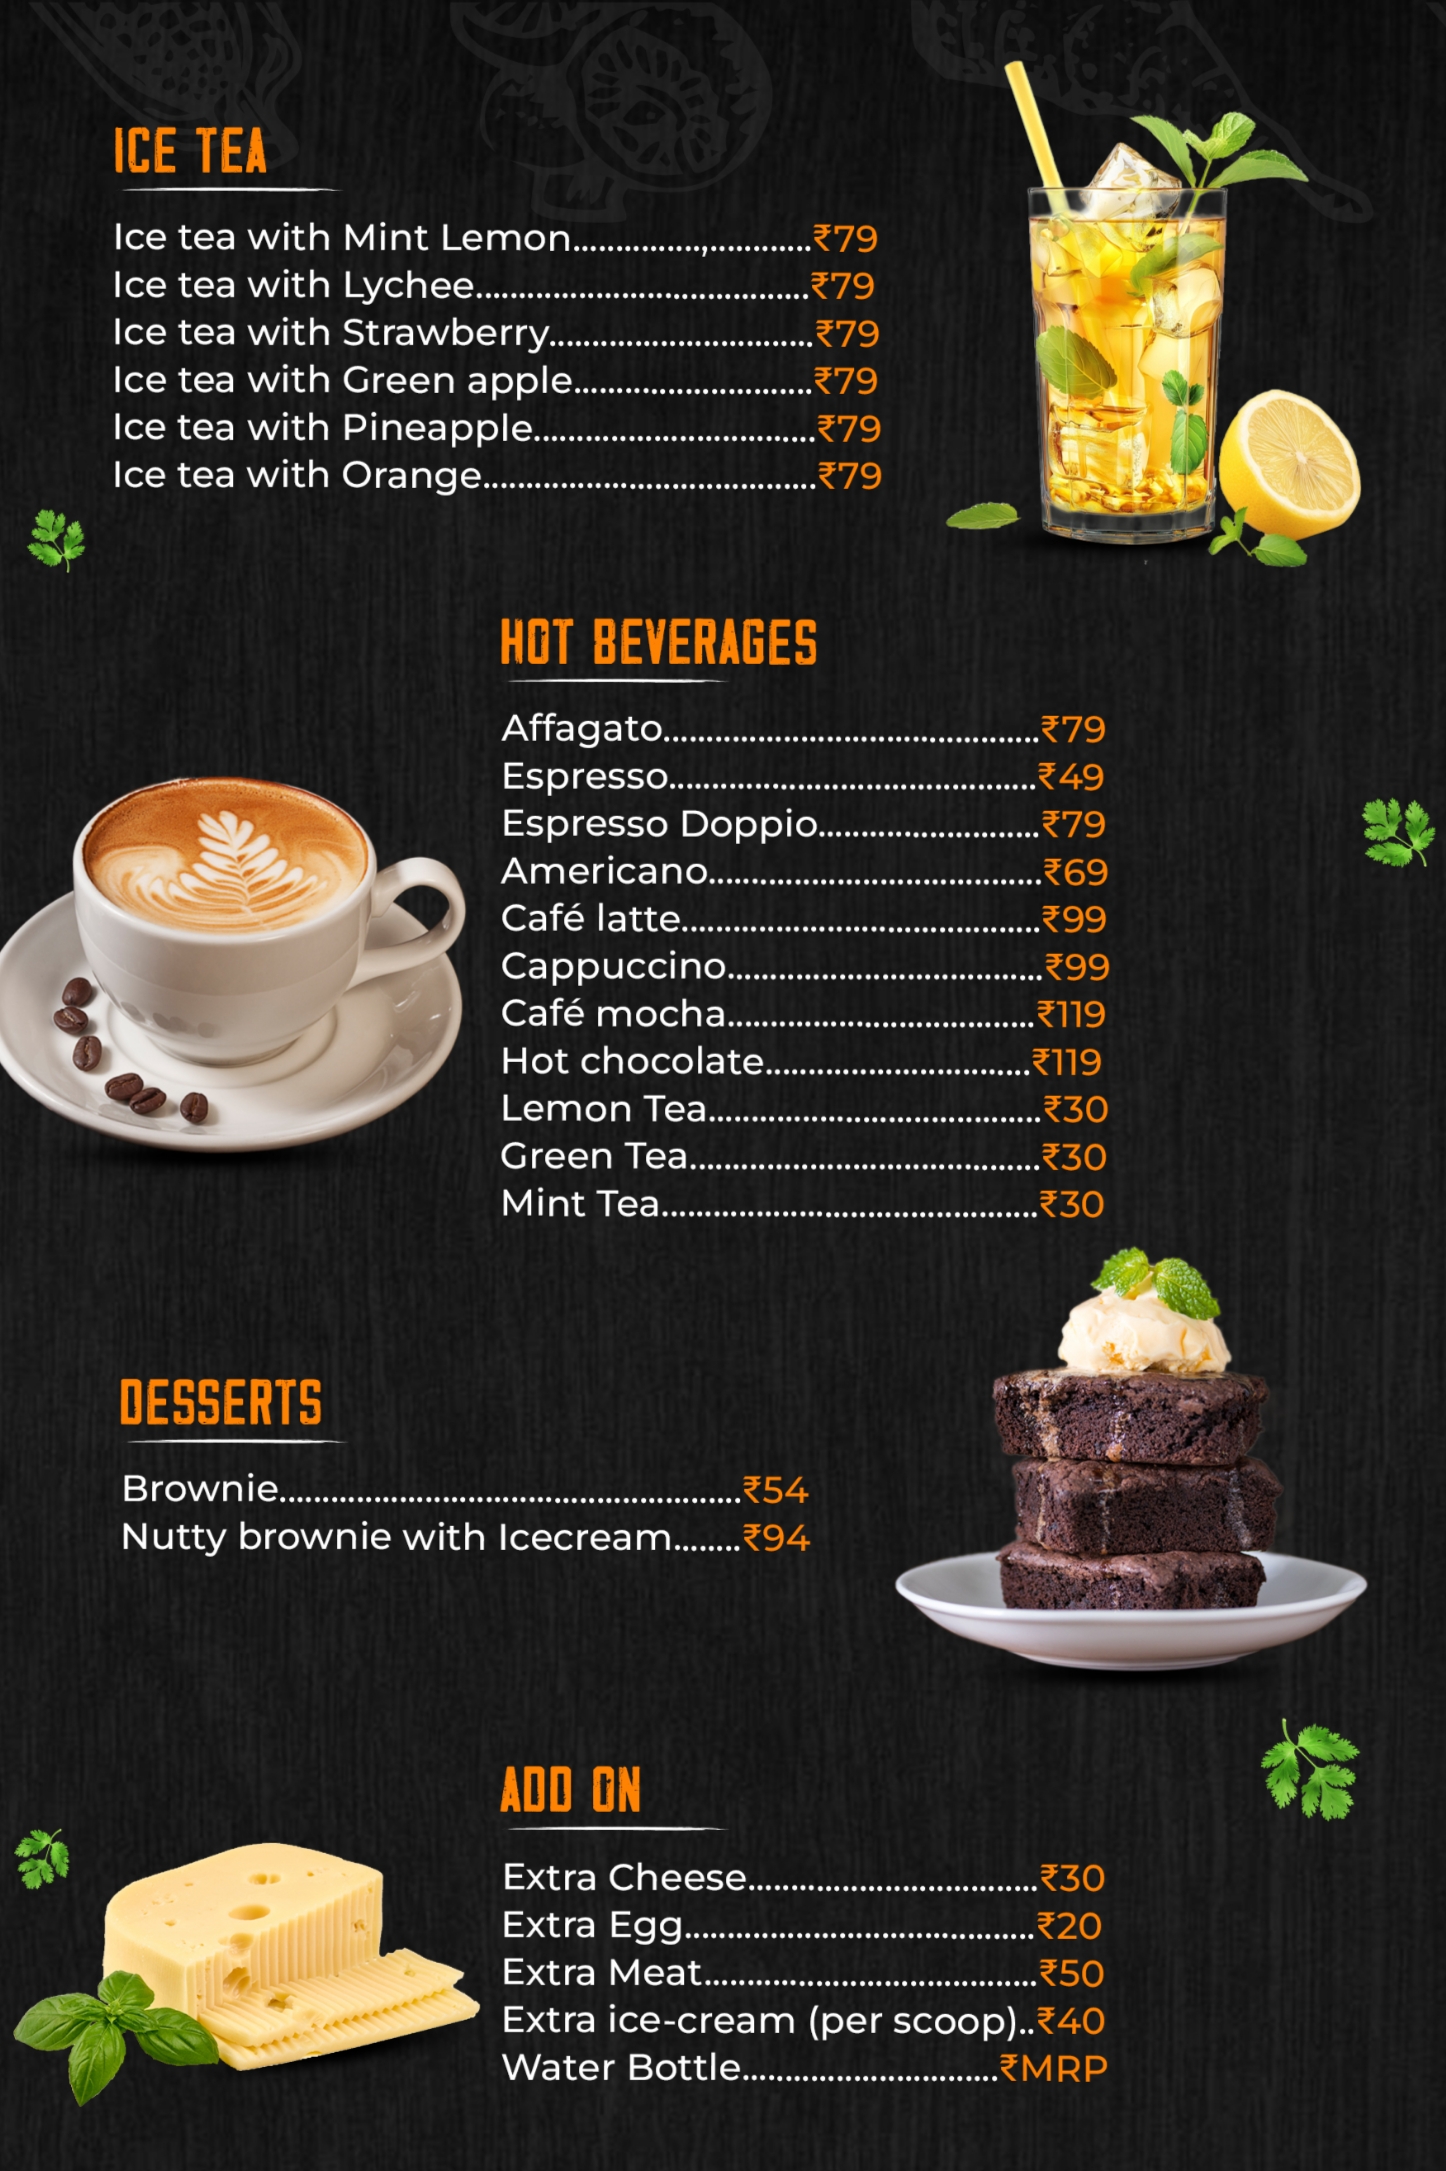 ICE TEA
Ice tea with Mint Lemon...............,............₹79
Ice tea with Lychee.............................................₹79
Ice tea with Strawberry...................................₹79
Ice tea with Green apple................................₹79
Ice tea with Pineapple......................................₹79
Ice tea with Orange.............................................₹79
HOT BEVERAGES
Affagato...................................................₹79
Espresso..................................................₹49
Espresso Doppio..............................₹79
Americano.............................................₹69
Café latte................................................₹99
Cappuccino..........................................₹99
Café mocha.........................................₹119
Hot chocolate....................................₹119
Lemon Tea.............................................₹30
Green Tea...............................................₹30
Mint Tea...................................................₹30
DESSERTS
Brownie..............................................................₹54
Nutty brownie with Icecream.........₹94
ADD ON
Extra Cheese.......................................₹30
Extra Egg...............................................₹20
Extra Meat.............................................₹50
Extra ice-cream (per scoop)..₹40
Water Bottle..................................₹MRP